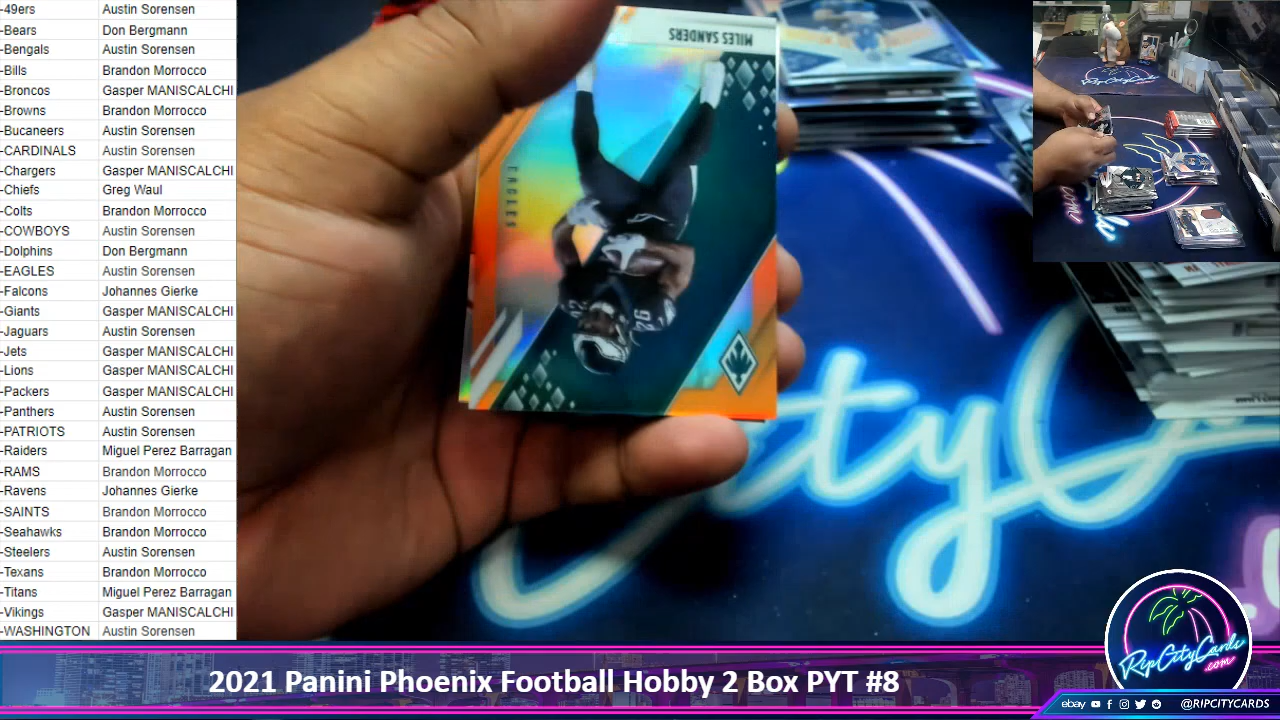 -49ers Austin Sorensen
-Bears Don Bergmann
-Bengals Austin Sorensen
-Bills Brandon Morrocco
-Broncos Gasper MANISCALCHI
-Browns Brandon Morrocco
-Bucaneers Austin Sorensen
-CARDINALS Austin Sorensen
-Chargers Gasper MANISCALCHI
-Chiefs Greg Waul
-Colts Brandon Morrocco
-COWBOYS Austin Sorensen
-Dolphins Don Bergmann
-EAGLES Austin Sorensen
-Falcons Johannes Gierke
-Giants Gasper MANISCALCHI
-Jaguars Austin Sorensen
-Jets Gasper MANISCALCHI
-Lions Gasper MANISCALCHI
-Packers Gasper MANISCALCHI
-Panthers Austin Sorensen
-PATRIOTS Austin Sorensen
-Raiders Miguel Perez Barragan
-RAMS Brandon Morrocco
-Ravens Johannes Gierke
-SAINTS Brandon Morrocco
-Seahawks Brandon Morrocco
-Steelers Austin Sorensen
-Texans Brandon Morrocco
-Titans Miguel Perez Barragan
-Vikings Gasper MANISCALCHI
-WASHINGTON Austin Sorensen
MILES SANDERS
EAGLES
26
City
2021 Panini Phoenix Football Hobby 2 Box PYT #8
RipCityCards
.com
ebay @RIPCITYCARDS